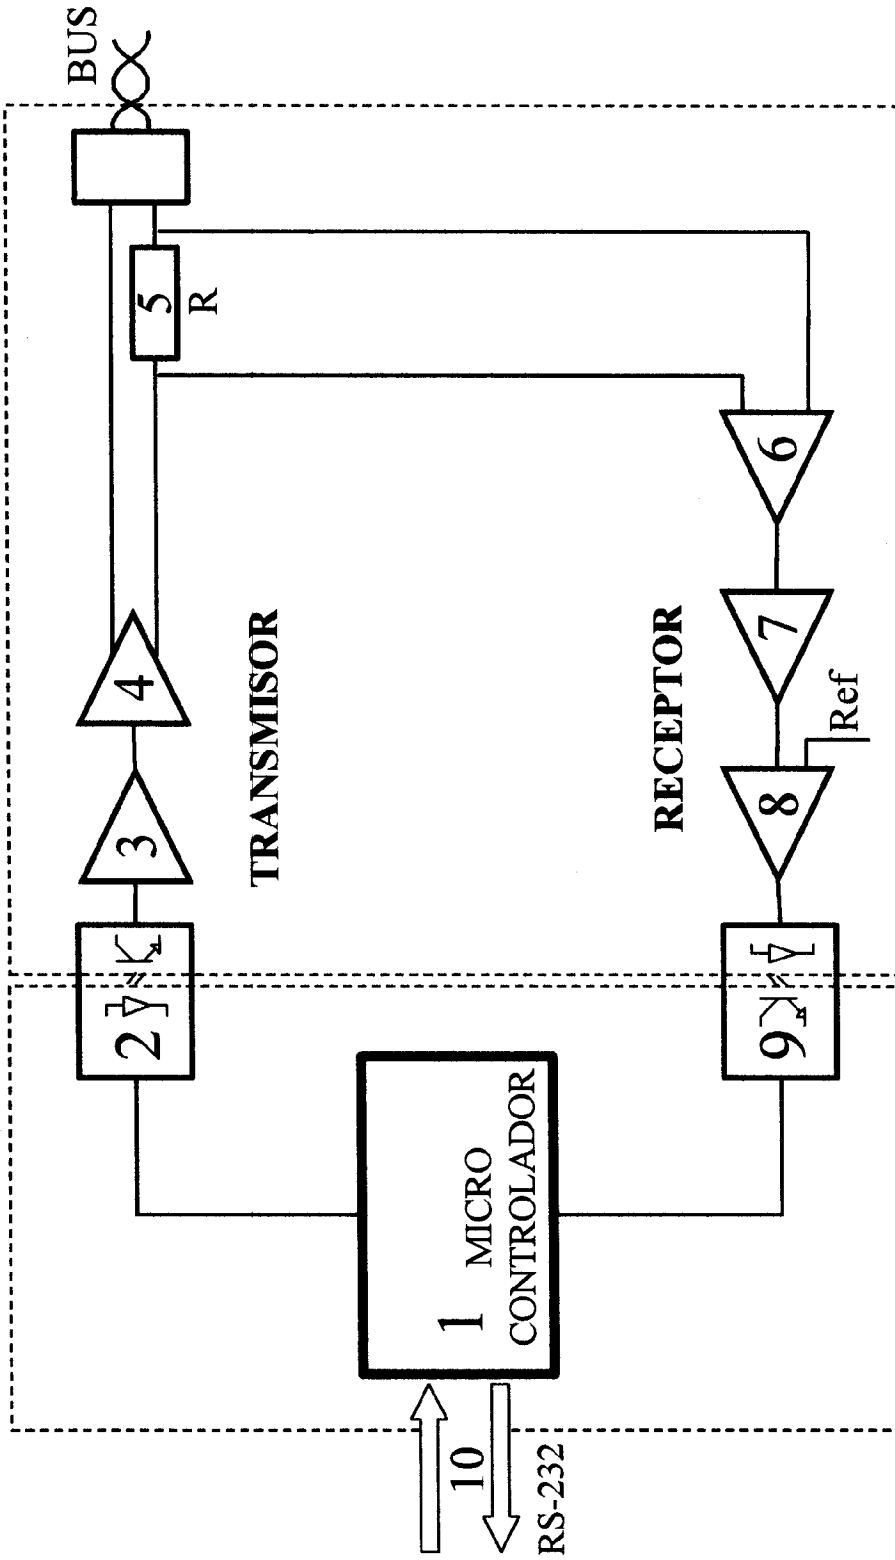 BUS
5
R
4
3
2
TRANSMISOR
6
7
8
Ref
9
RECEPTOR
1 MICRO
CONTROLADOR
10
RS-232